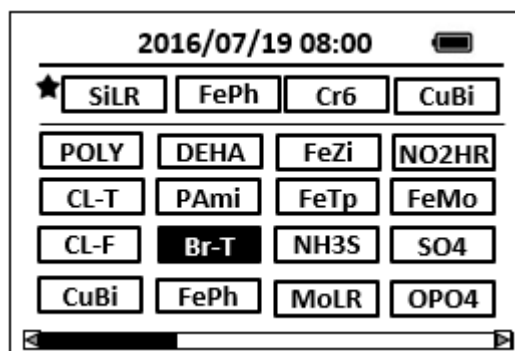 2016/07/19 08:00
SiLR FePh Cr6 CuBi
POLY DEHA FeZi NO2HR
CL-T PAmi FeTp FeMo
CL-F Br-T NH3S SO4
CuBi FePh MoLR OPO4